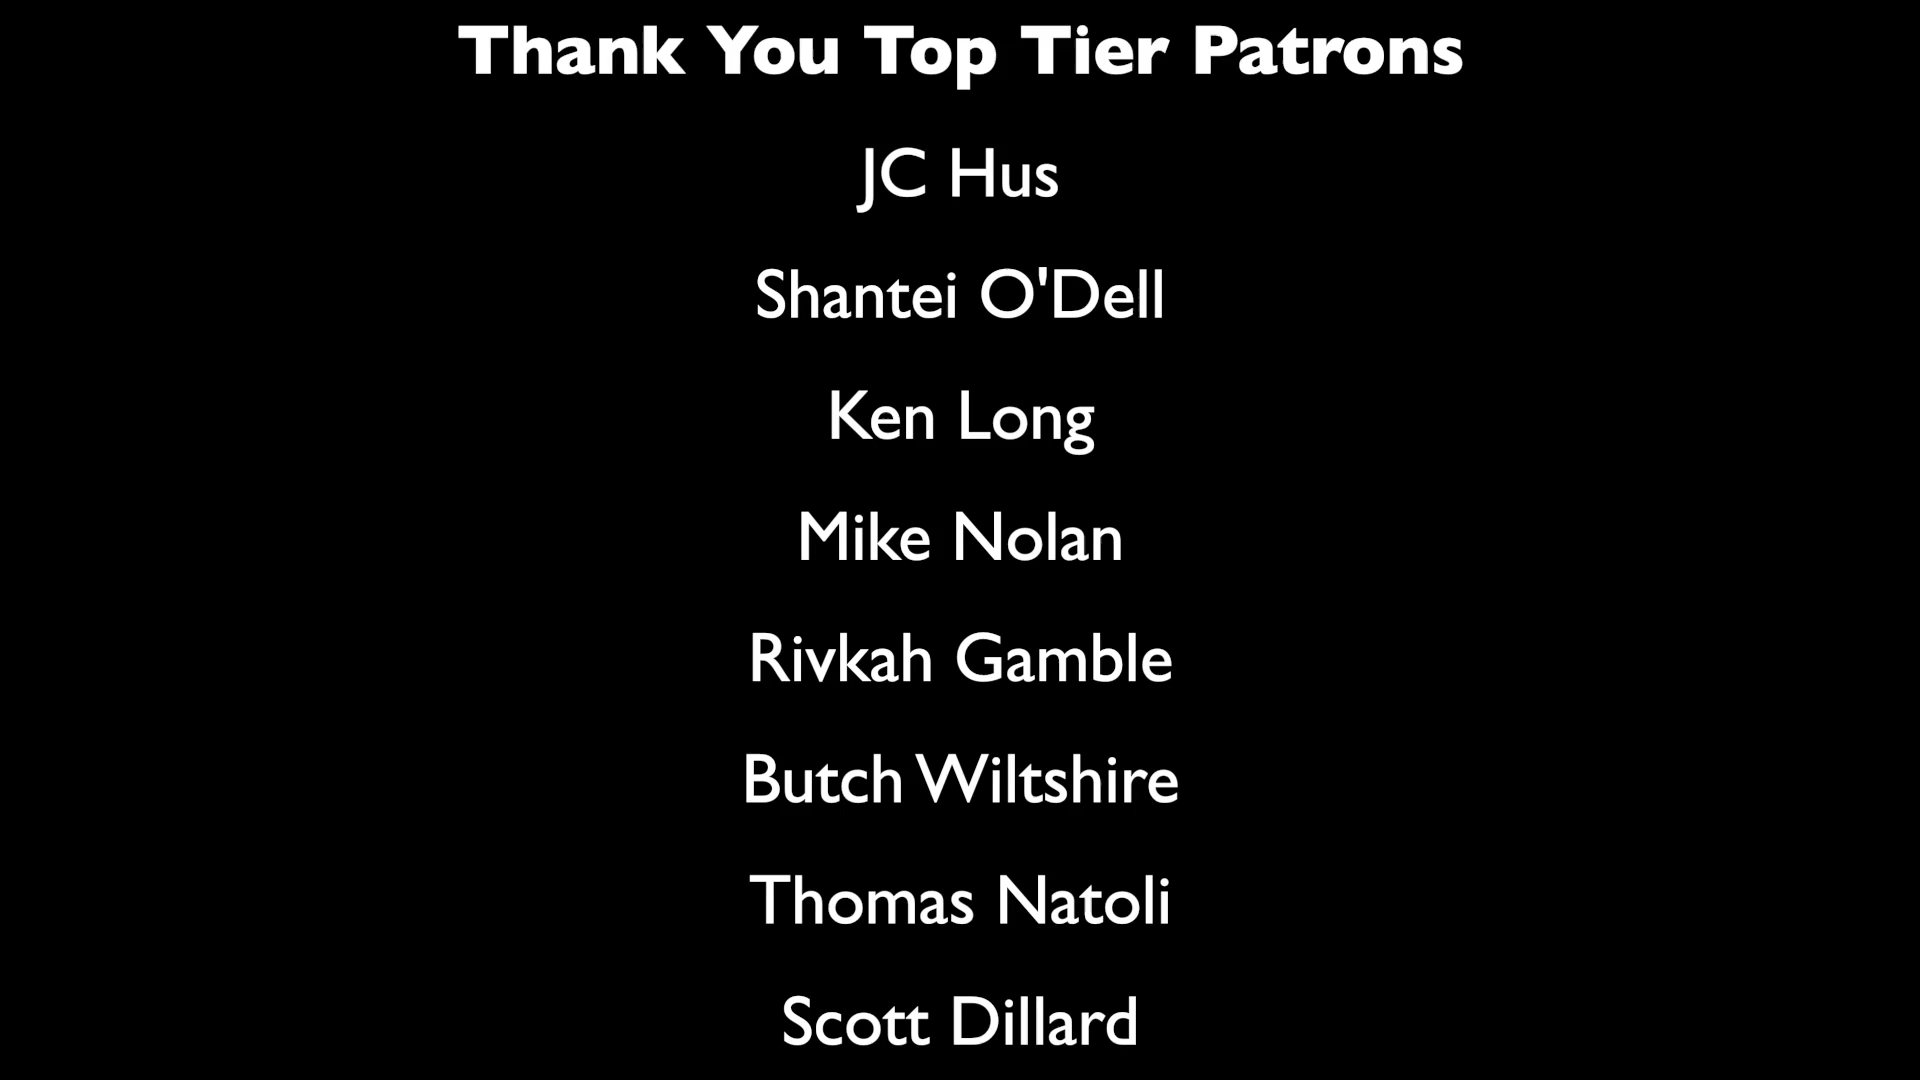 Thank You Top Tier Patrons
JC Hus
Shantei O'Dell
Ken Long
Mike Nolan
Rivkah Gamble
Butch Wiltshire
Thomas Natoli
Scott Dillard